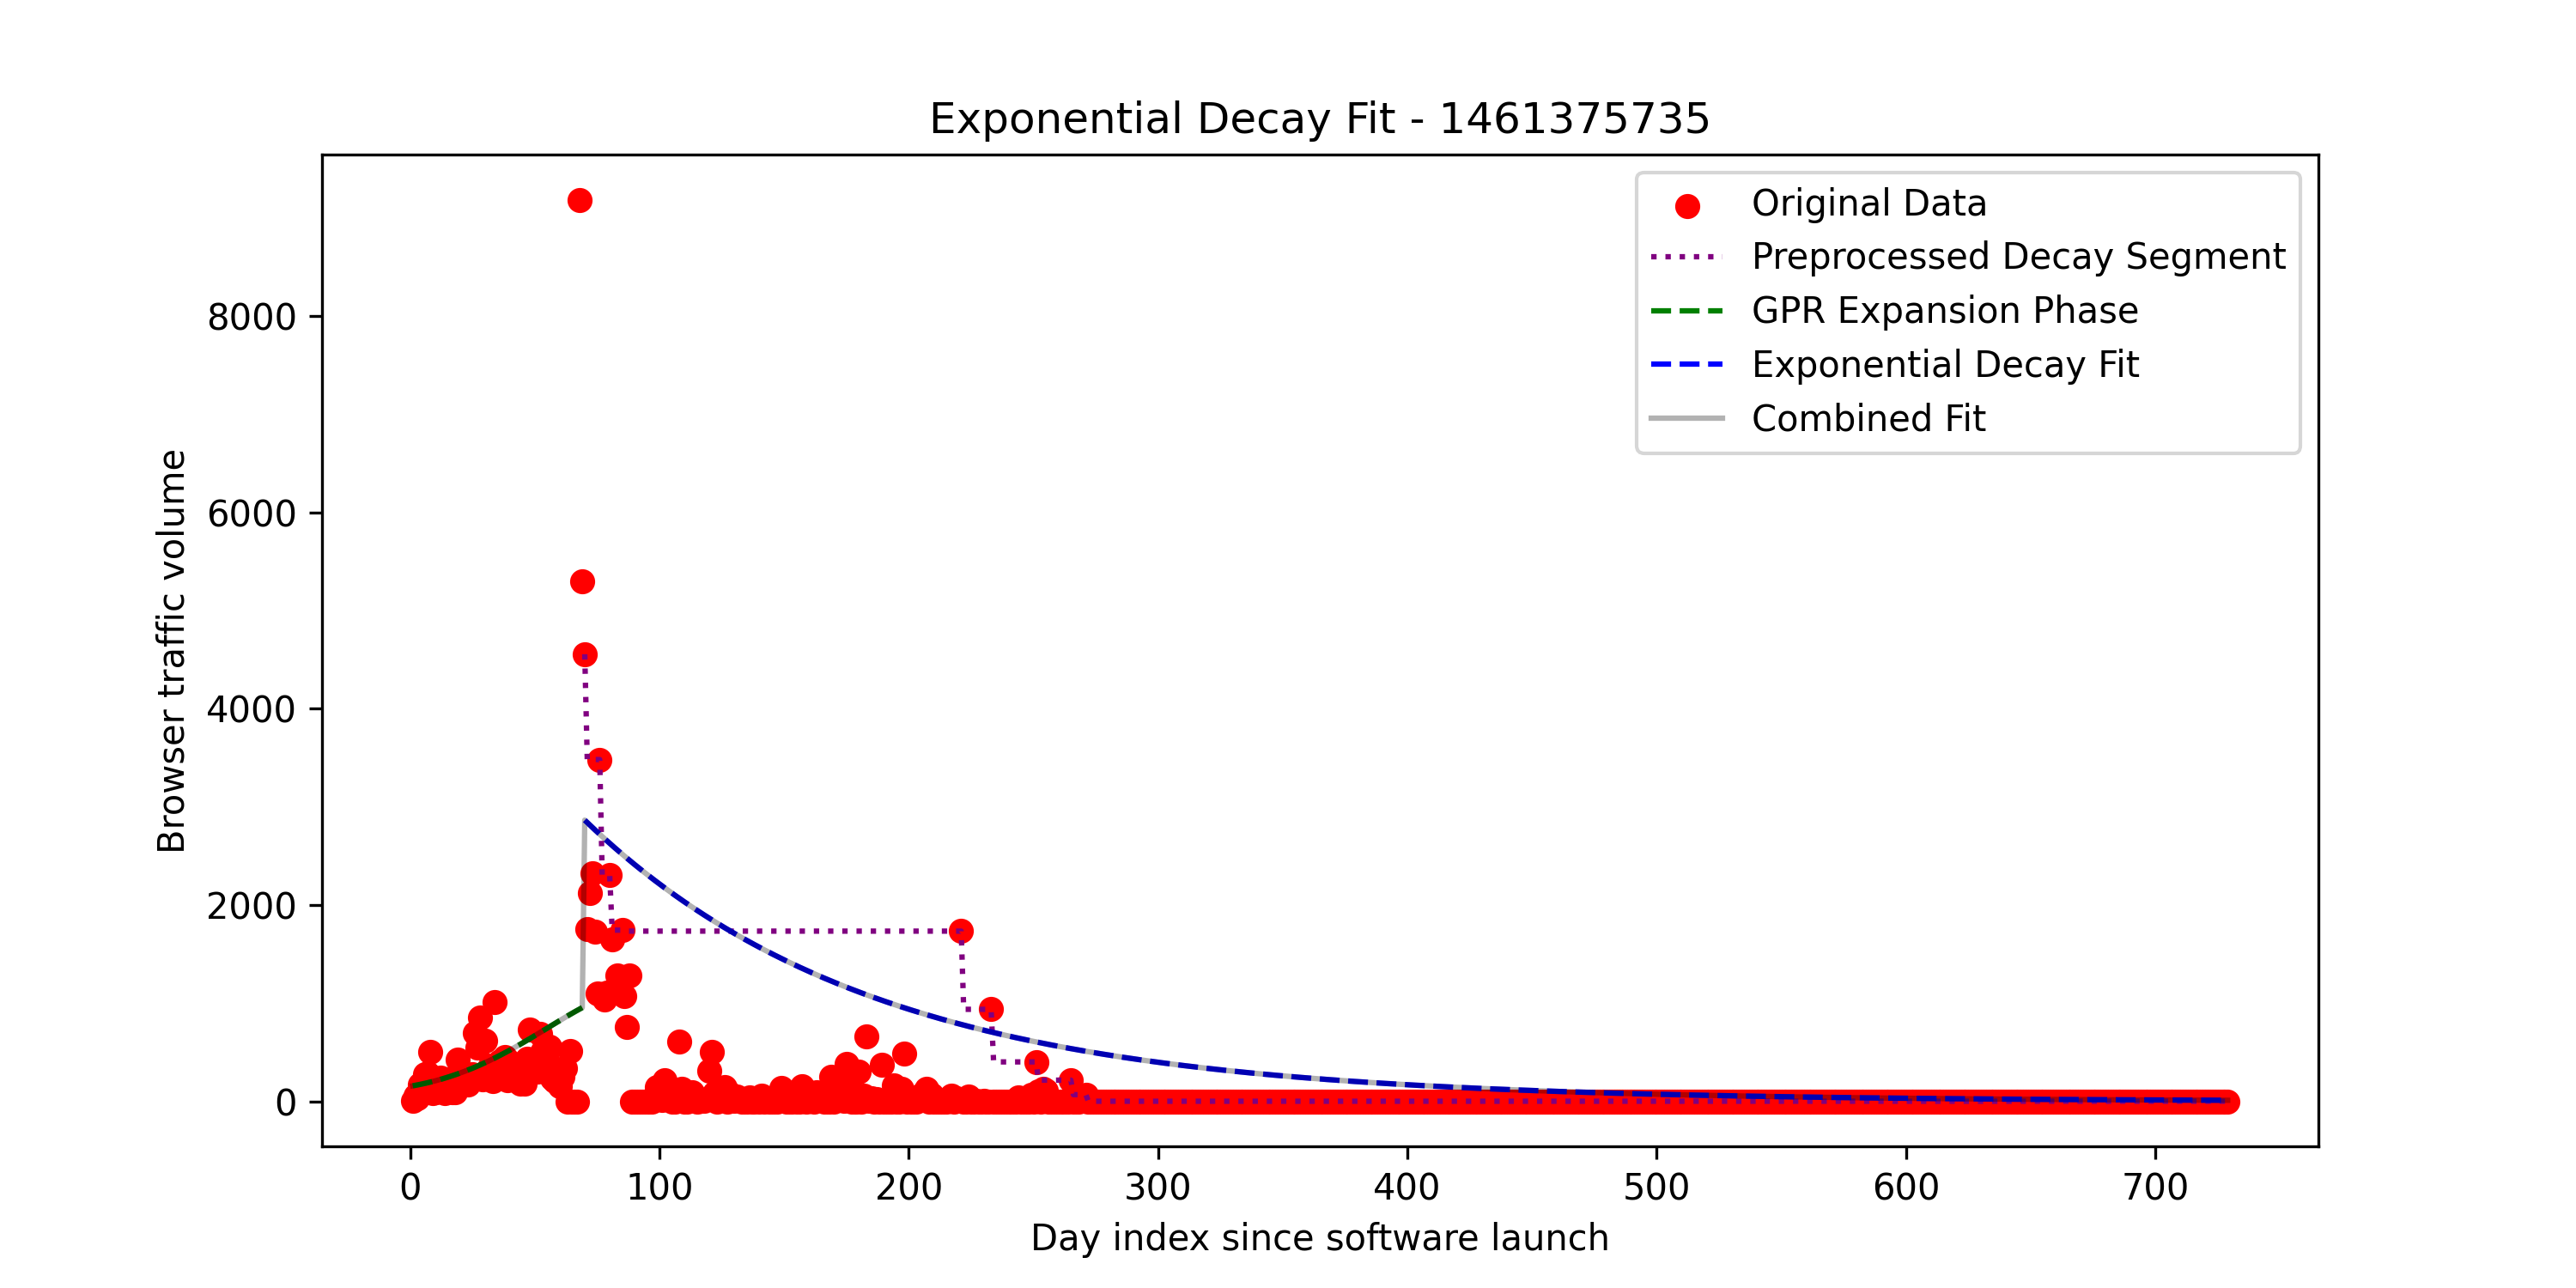 Exponential Decay Fit - 1461375735
Original Data
Preprocessed Decay Segment
GPR Expansion Phase
Exponential Decay Fit
Combined Fit
Browser traffic volume
8000
6000
4000
2000
0
0 100 200 300 400 500 600 700
Day index since software launch